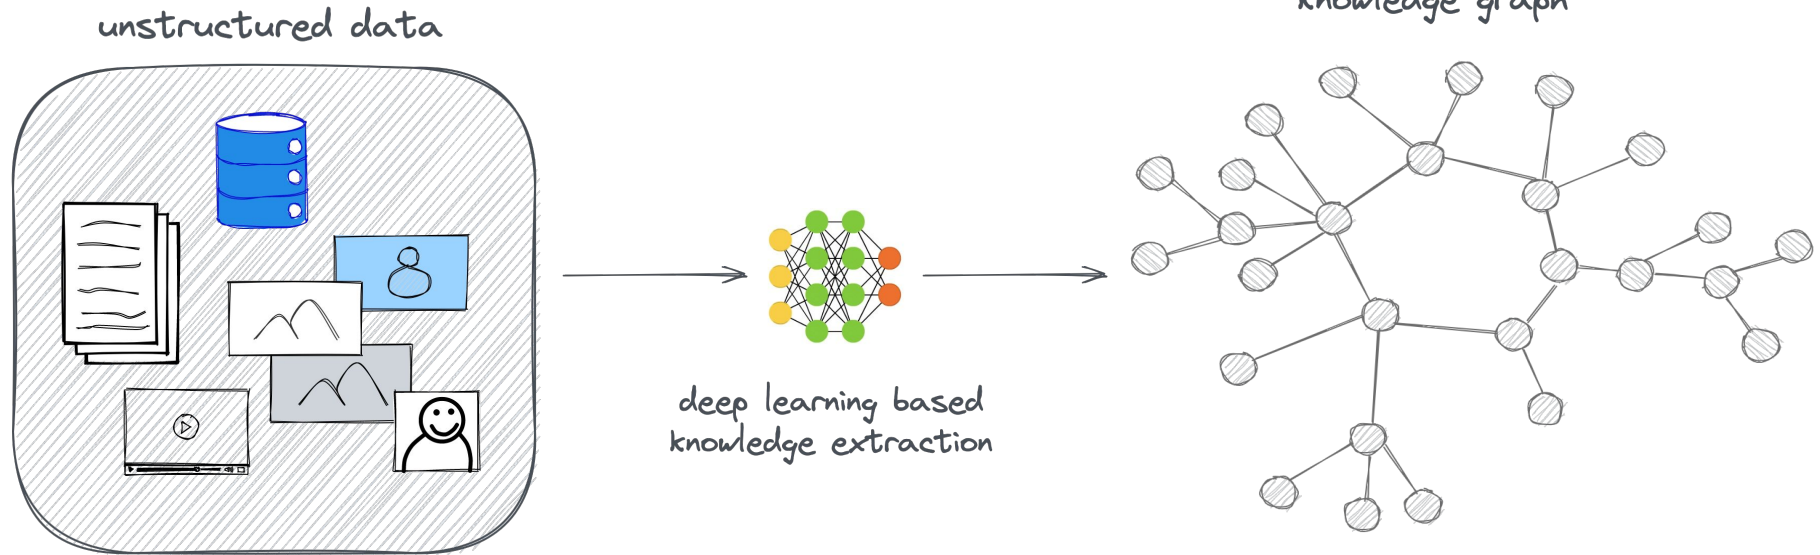 unstructured data
knowledge graph
deep learning based
knowledge extraction